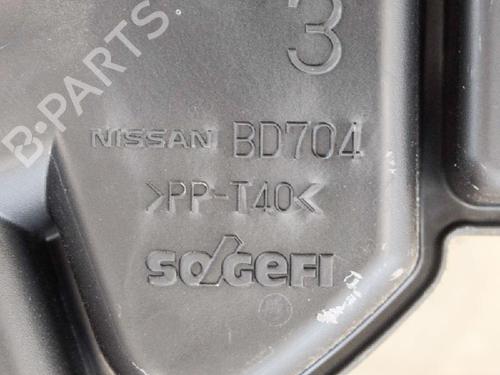 B-PARTS
3
NISSAN BD704
>PP-T40<
SOGEFI